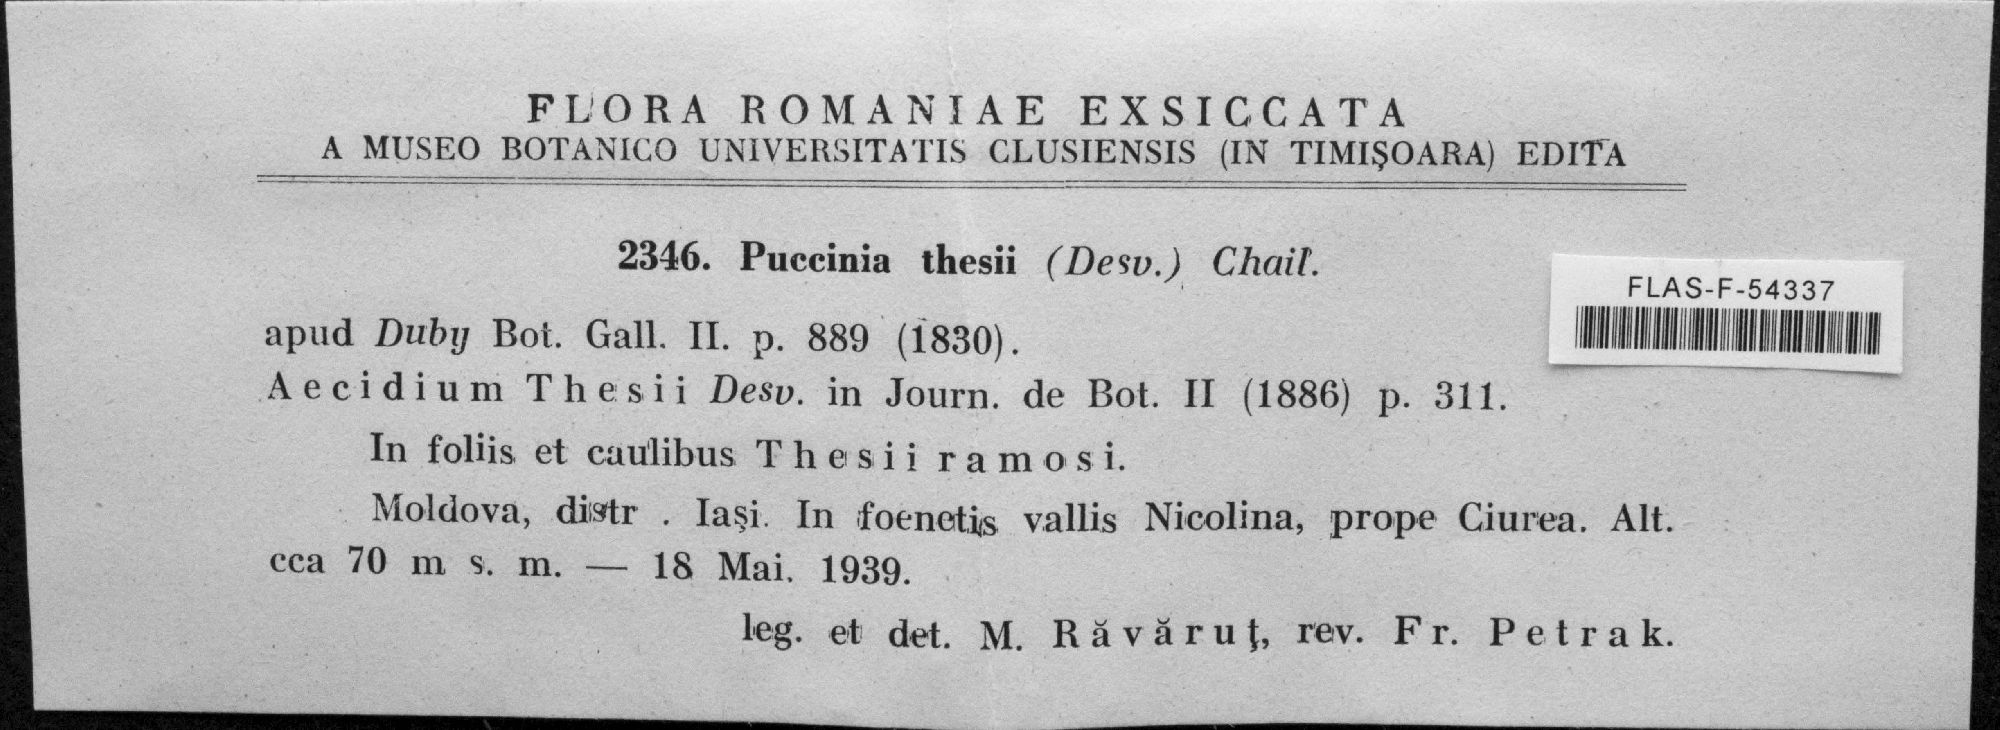 FLORA ROMANIAE EXSICCATA
A MUSEO BOTANICO UNIVERSITATIS CLUSIENSIS (IN TIMIŞOARA) EDITA
2346. Puccinia thesii (Desv.) Chail.
FLAS-F-54337
apud Duby Bot. Gall. II. p. 889 (1830).
Aecidium Thesii Desv. in Journ. de Bot. II (1886) p. 311.
In foliis et caulibus Thesii ramosi.
Moldova, distr . Iaşi. In foenetis vallis Nicolina, prope Ciurea. Alt.
cca 70 m s. m. — 18 Mai. 1939.
leg. et det. M. Răvăruţ, rev. Fr. Petrak.